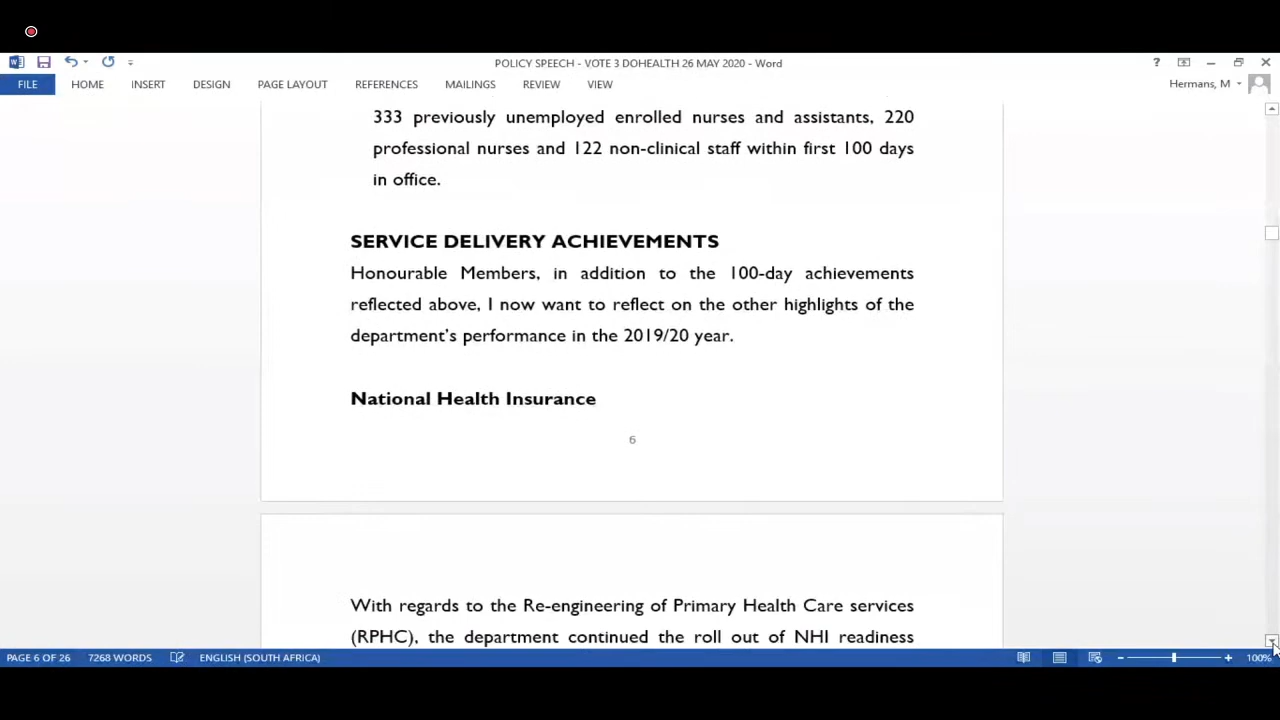 POLICY SPEECH - VOTE 3 DOHEALTH 26 MAY 2020 - Word
?
FILE HOME INSERT DESIGN PAGE LAYOUT REFERENCES MAILINGS REVIEW VIEW Hermans, M
333 previously unemployed enrolled nurses and assistants, 220
professional nurses and 122 non-clinical staff within first 100 days
in office.
SERVICE DELIVERY ACHIEVEMENTS
Honourable Members, in addition to the 100-day achievements
reflected above, I now want to reflect on the other highlights of the
department's performance in the 2019/20 year.
National Health Insurance
6
With regards to the Re-engineering of Primary Health Care services
(RPHC), the department continued the roll out of NHI readiness
PAGE 6 OF 26 7268 WORDS ENGLISH (SOUTH AFRICA) 100%